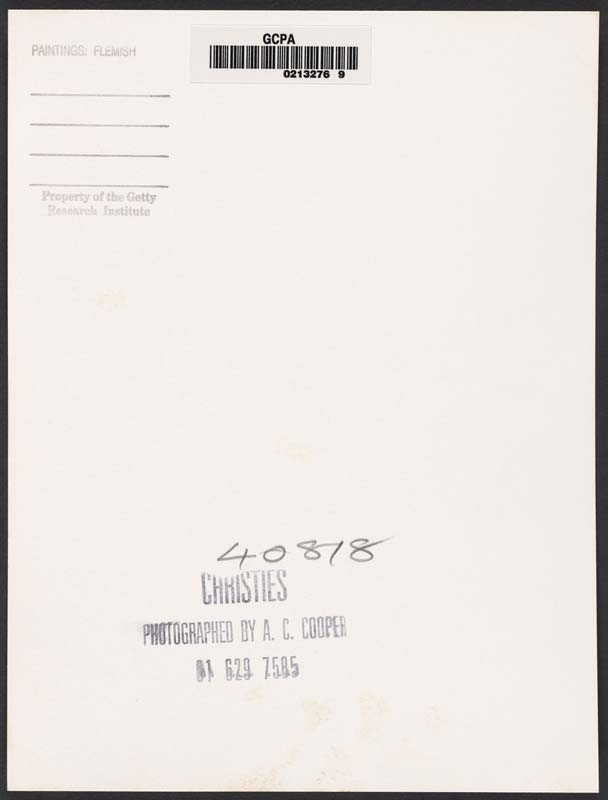 PAINTINGS: FLEMISH
GCPA
0213276 9
Property of the Getty
Research Institute
40818
CHRISTIES
PHOTOGRAPHED BY A. C. COOPER
01 629 7585